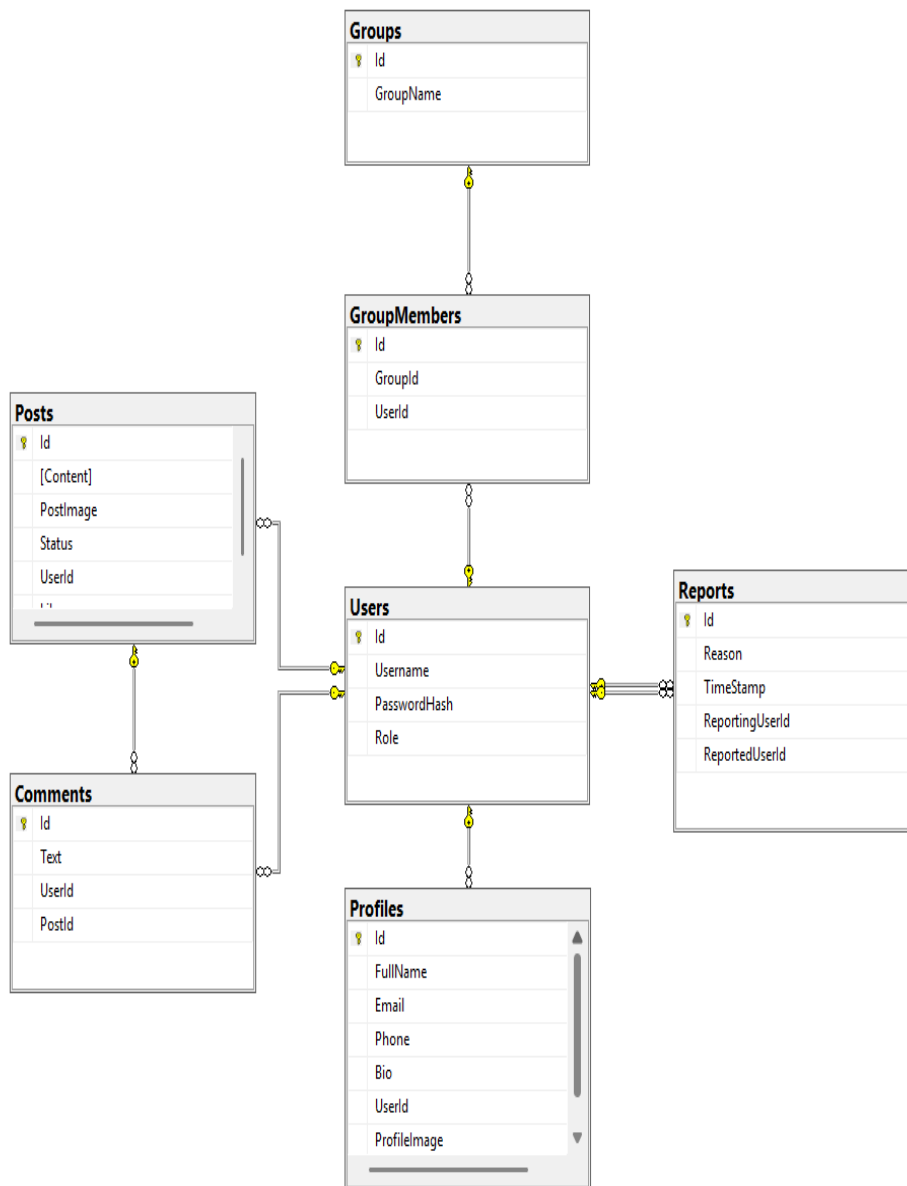 Groups
Id
GroupName
GroupMembers
Id
GroupId
UserId
Posts
Id
[Content]
PostImage
Status
UserId
Users
Id
Username
PasswordHash
Role
Reports
Id
Reason
TimeStamp
ReportingUserId
ReportedUserId
Comments
Id
Text
UserId
PostId
Profiles
Id
FullName
Email
Phone
Bio
UserId
ProfileImage